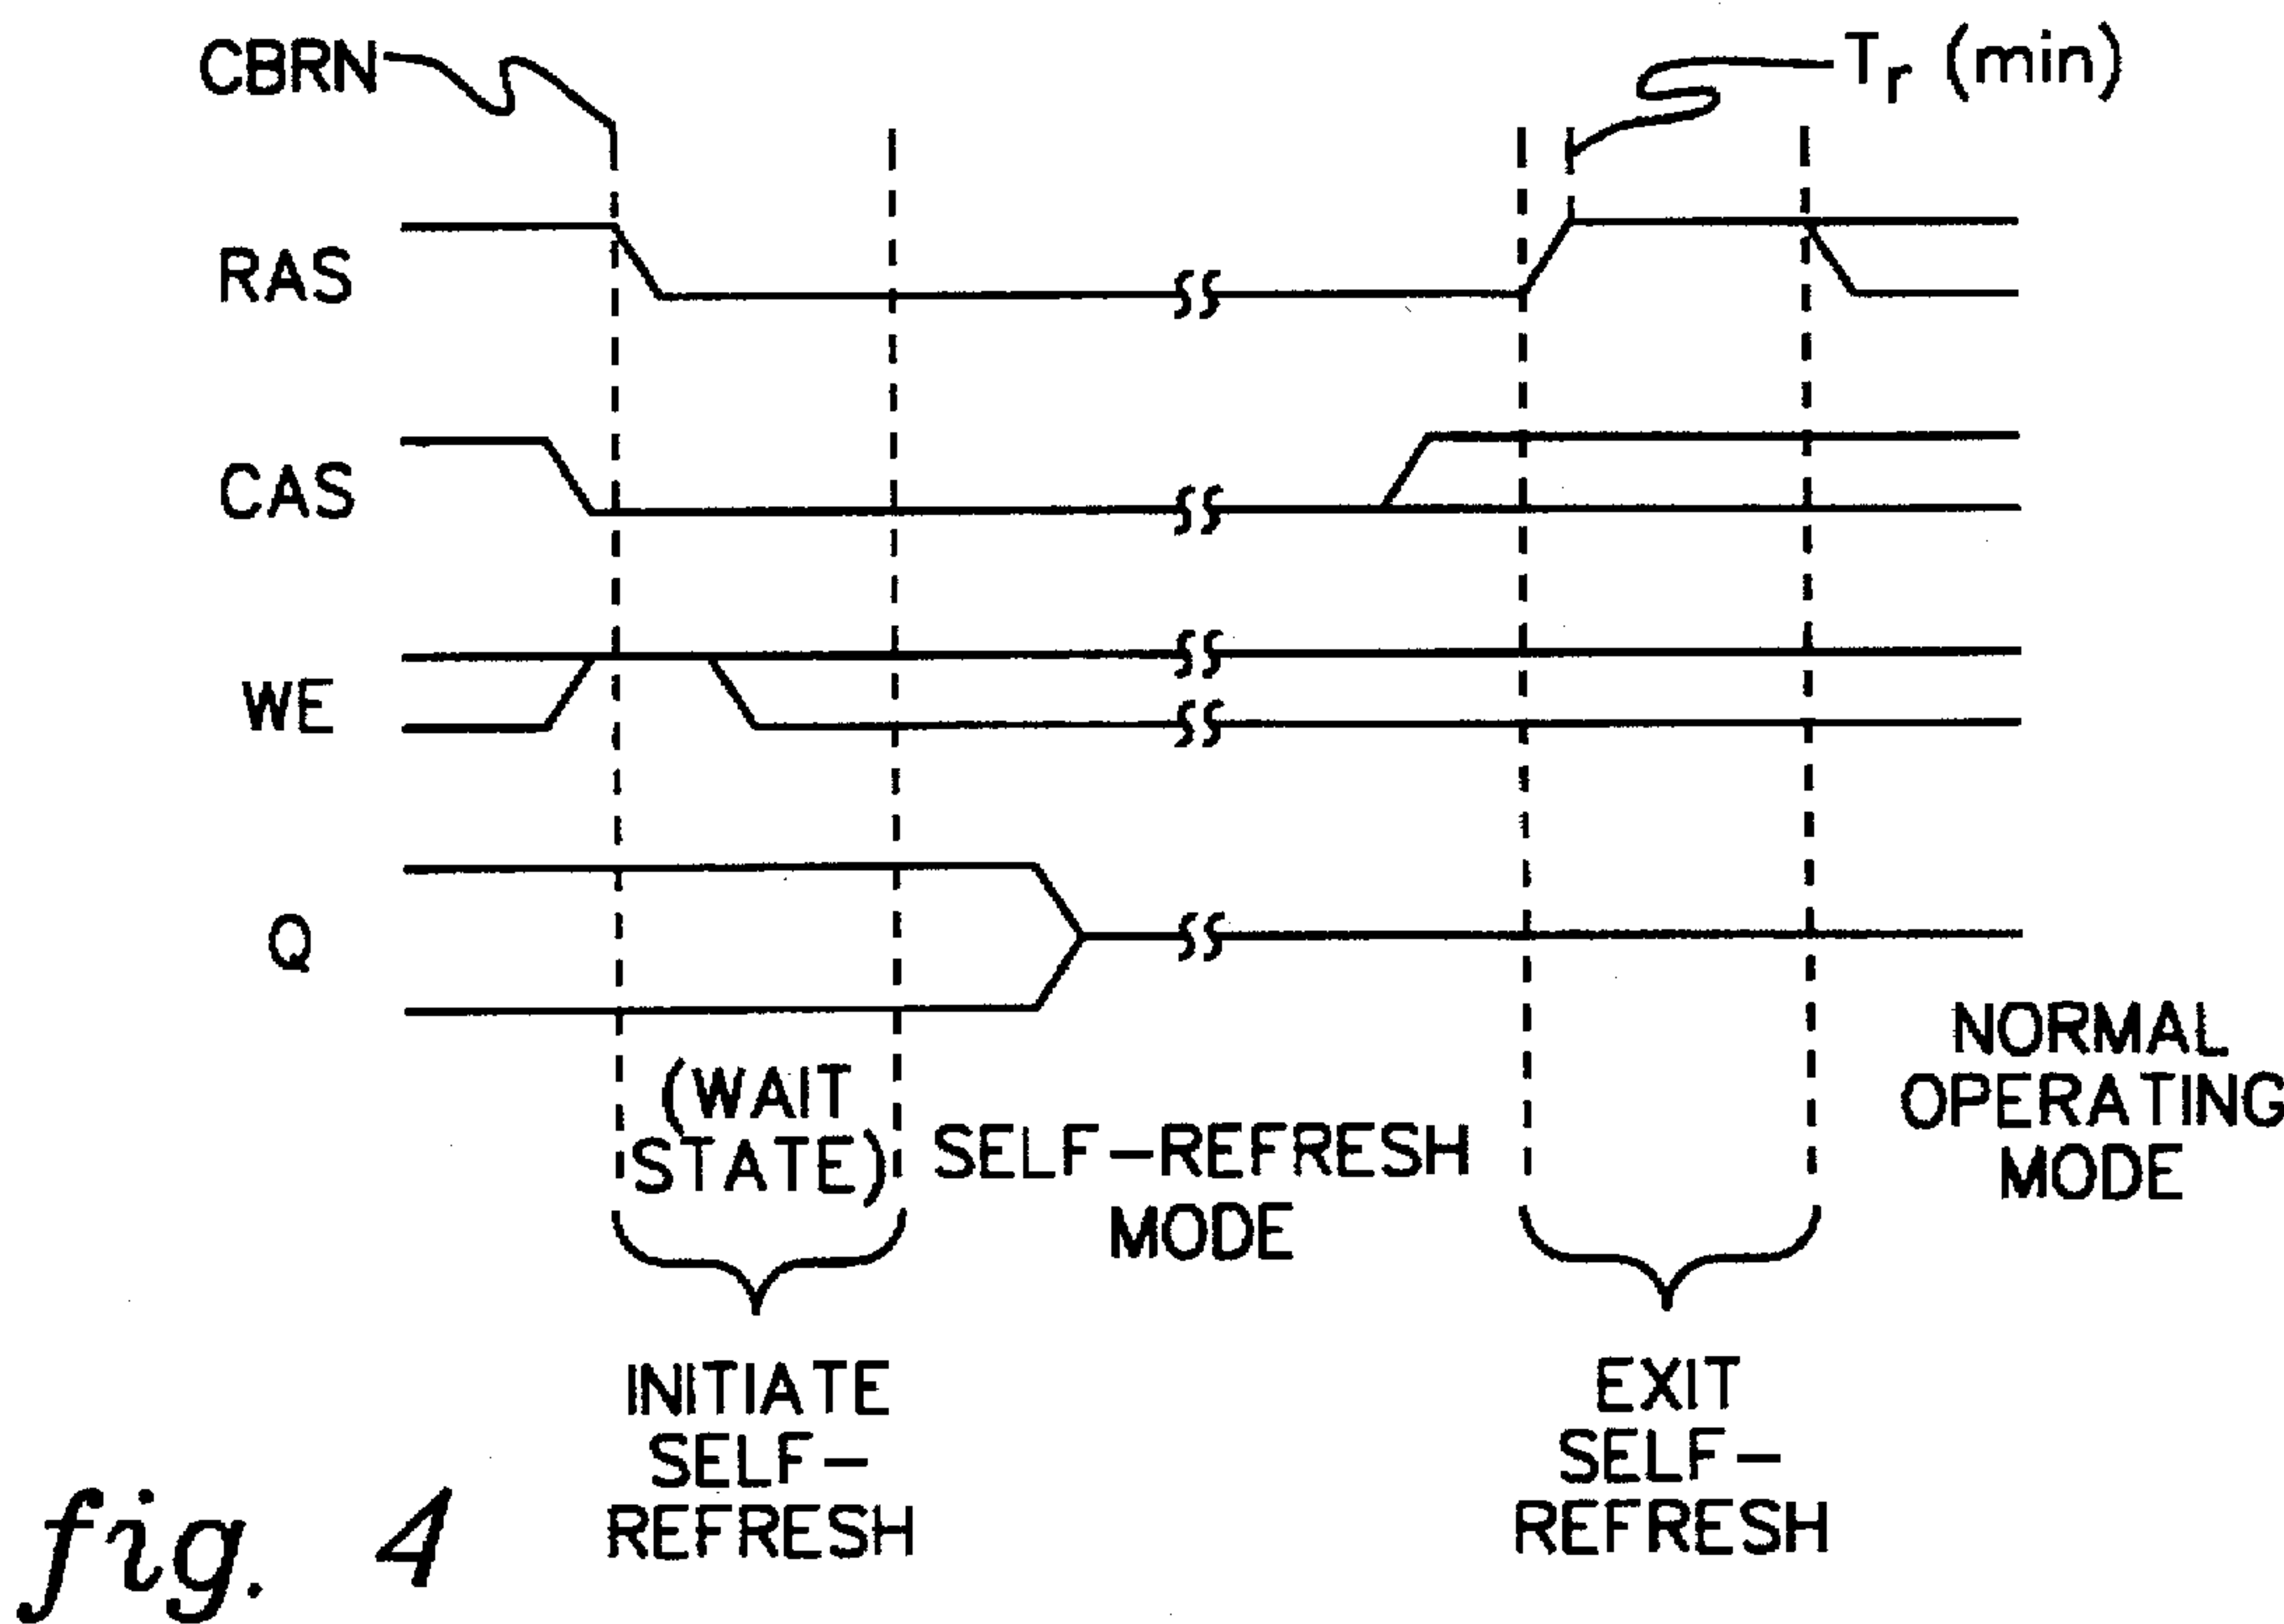 CBRN
Tr (min)
RAS
CAS
WE
Q
(WAIT
STATE)
SELF-REFRESH
MODE
NORMAL
OPERATING
MODE
INITIATE
SELF-
REFRESH
EXIT
SELF-
REFRESH
fig. 4